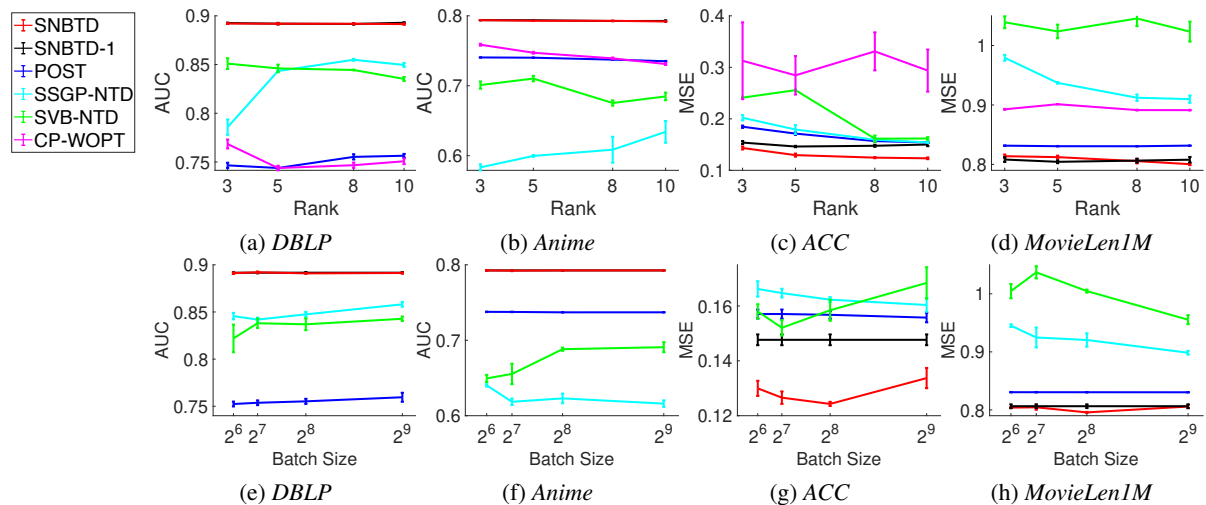 SNBTD
SNBTD-1
POST
SSGP-NTD
SVB-NTD
CP-WOPT
0.9
0.85
0.8
0.75
AUC
3 5 8 10
Rank
(a) DBLP
0.8
0.7
0.6
AUC
3 5 8 10
Rank
(b) Anime
0.4
0.3
0.2
0.1
MSE
3 5 8 10
Rank
(c) ACC
1
0.9
0.8
MSE
3 5 8 10
Rank
(d) MovieLen1M
0.9
0.85
0.8
0.75
AUC
2^6 2^7 2^8 2^9
Batch Size
(e) DBLP
0.8
0.7
0.6
AUC
2^6 2^7 2^8 2^9
Batch Size
(f) Anime
0.16
0.14
0.12
MSE
2^6 2^7 2^8 2^9
Batch Size
(g) ACC
1
0.9
0.8
MSE
2^6 2^7 2^8 2^9
Batch Size
(h) MovieLen1M